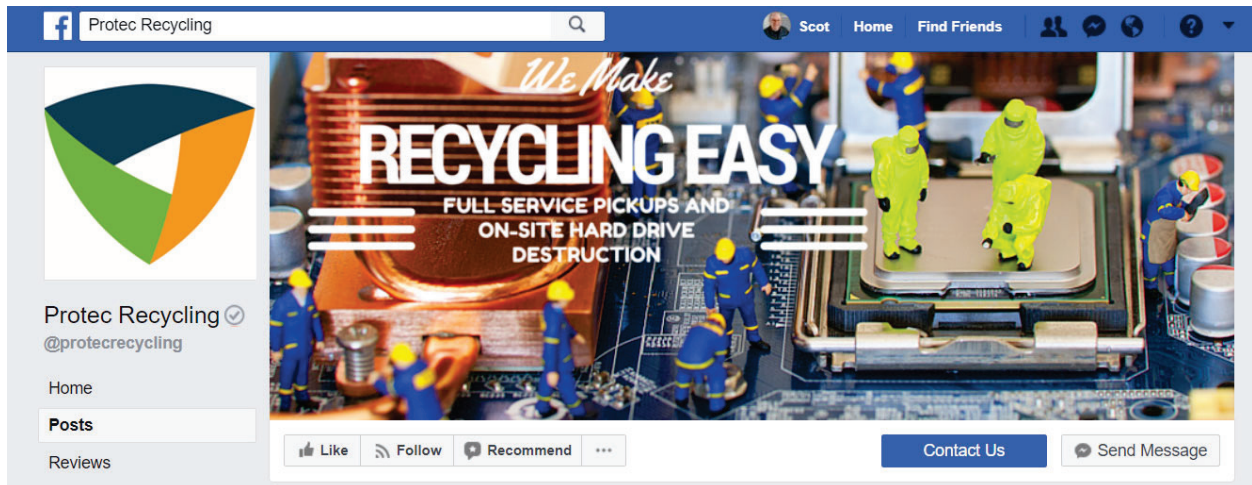 Protec Recycling
Scot Home Find Friends
We Make
RECYCLING EASY
FULL SERVICE PICKUPS AND
ON-SITE HARD DRIVE
DESTRUCTION
Protec Recycling
@protecrecycling
Home
Posts
Reviews
Like Follow Recommend ... Contact Us Send Message